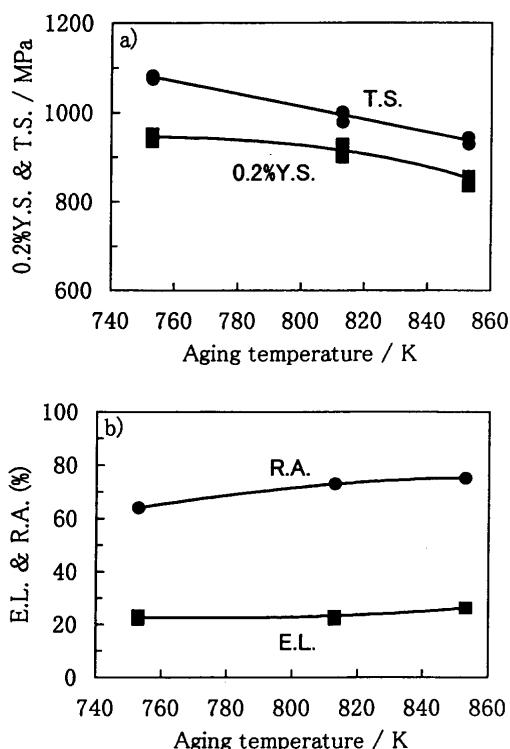 1200
a)
1000
T.S.
0.2%Y.S.
800
600
0.2%Y.S. & T.S. / MPa
740 760 780 800 820 840 860
Aging temperature / K
100
b)
80
R.A.
60
40
20
E.L.
0
E.L. & R.A. (%)
740 760 780 800 820 840 860
Aging temperature / K